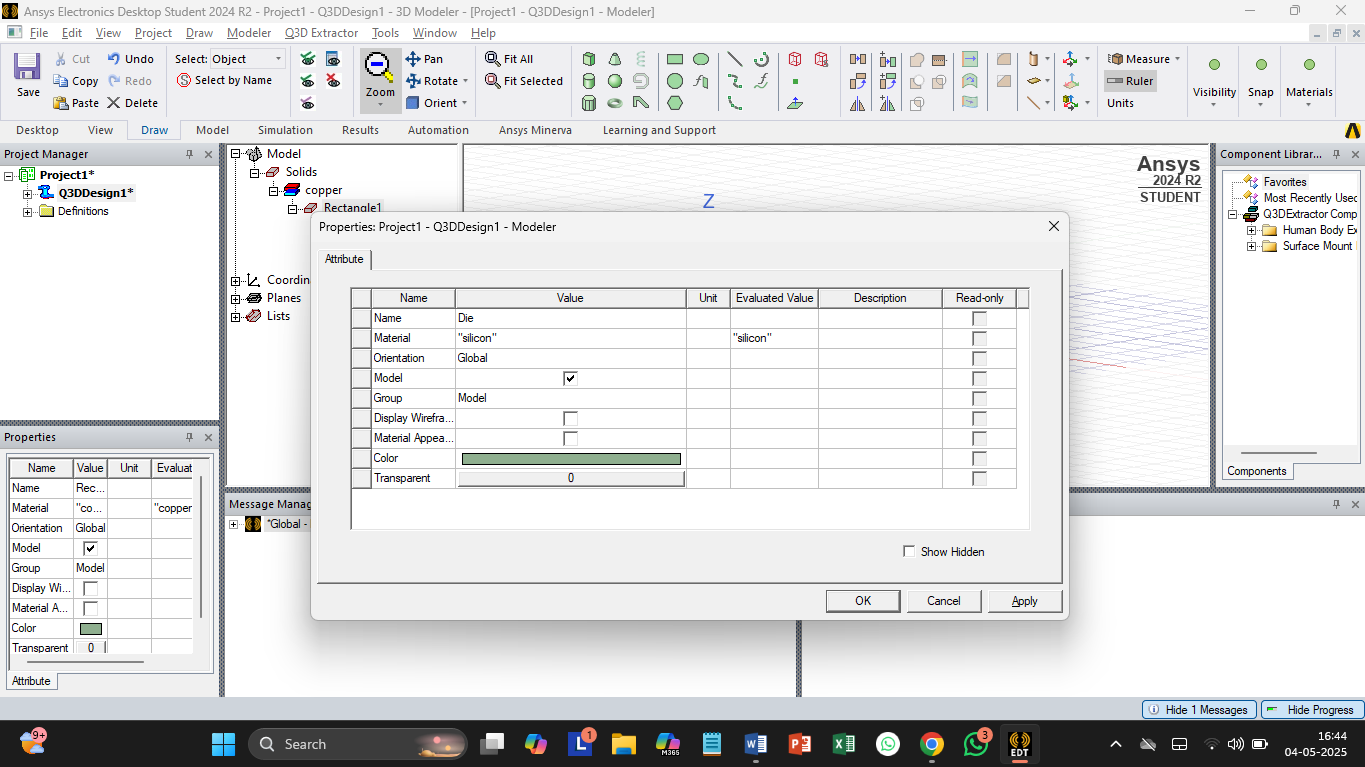 Ansys Electronics Desktop Student 2024 R2 - Project1 - Q3DDesign1 - 3D Modeler - [Project1 - Q3DDesign1 - Modeler]
File Edit View Project Draw Modeler Q3D Extractor Tools Window Help
Save
Cut
Copy
Paste
Undo
Redo
Delete
Select: Object
Select by Name
Zoom
Pan
Rotate
Orient
Fit All
Fit Selected
Measure
Ruler
Units
Visibility
Snap
Materials
Desktop View Draw Model Simulation Results Automation Ansys Minerva Learning and Support
Project Manager
Project1*
Q3DDesign1*
Definitions
Model
Solids
copper
Rectangle1
Coordin
Planes
Lists
Z
Ansys
2024 R2
STUDENT
Component Librar...
Favorites
Most Recently Usec
Q3DExtractor Comp
Human Body Ex
Surface Mount
Components
Properties: Project1 - Q3DDesign1 - Modeler
Attribute
Name Value Unit Evaluated Value Description Read-only
Name Die
Material "silicon" "silicon"
Orientation Global
Model
Group Model
Display Wirefra...
Material Appea...
Color
Transparent 0
Show Hidden
OK Cancel Apply
Properties
Name Value Unit Evaluat
Name Rec...
Material "co... "copper
Orientation Global
Model
Group Model
Display Wi...
Material A...
Color
Transparent 0
Attribute
Message Manag
"Global -
Hide 1 Messages Hide Progress
9+
Search
L
1
M365
3
EDT
16:44
04-05-2025